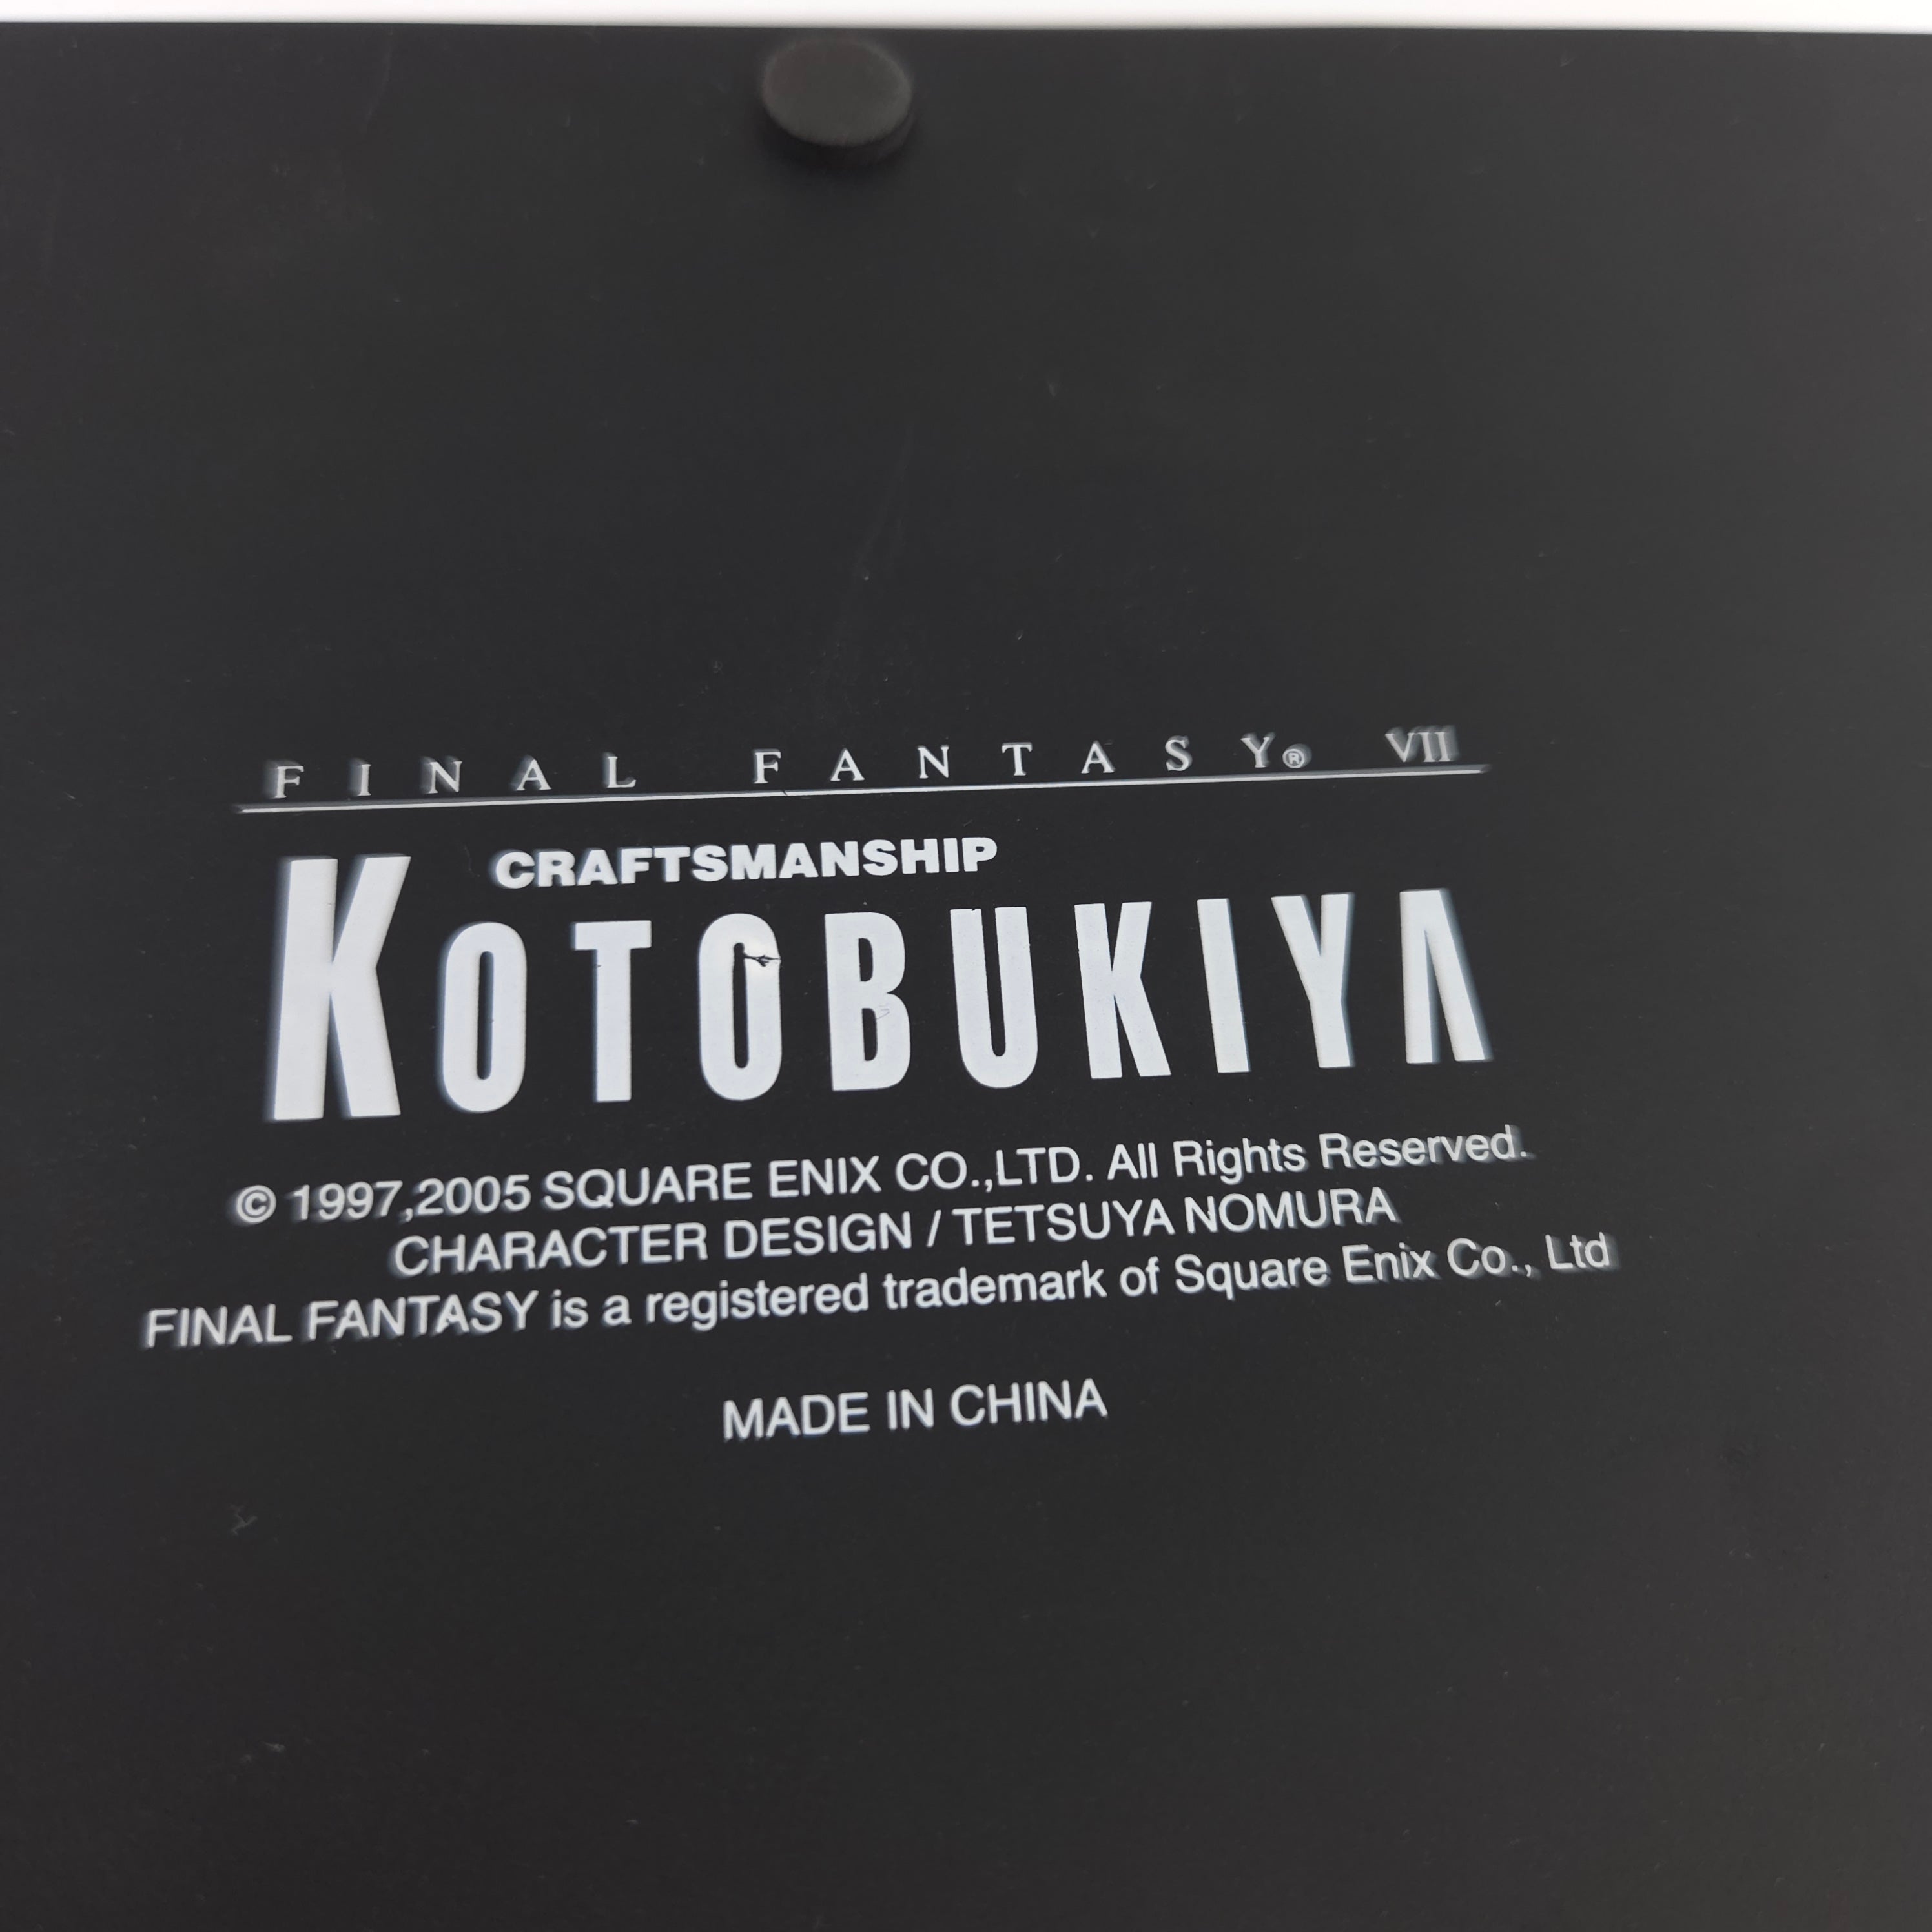 FINAL FANTASY® VII
CRAFTSMANSHIP
KOTOBUKIYA
© 1997,2005 SQUARE ENIX CO.,LTD. All Rights Reserved.
CHARACTER DESIGN / TETSUYA NOMURA
FINAL FANTASY is a registered trademark of Square Enix Co., Ltd
MADE IN CHINA